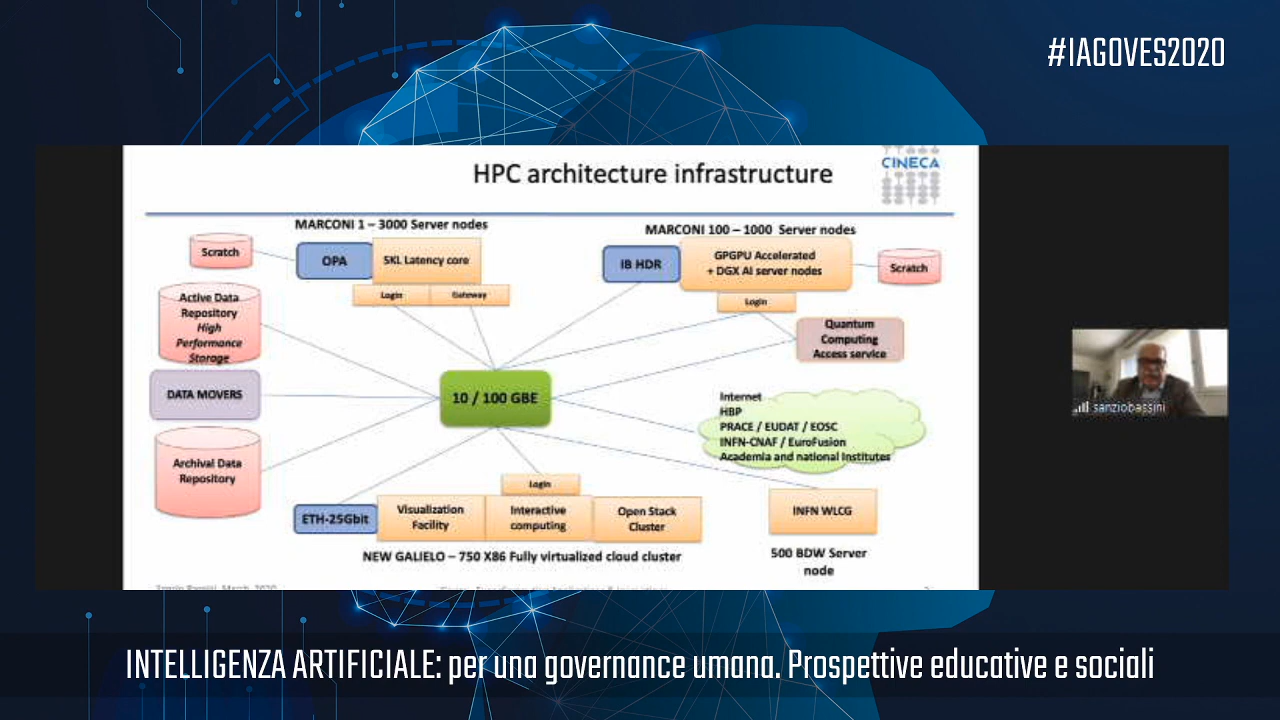 #IAGOVES2020
HPC architecture infrastructure
CINECA
MARCONI 1 – 3000 Server nodes
MARCONI 100 – 1000 Server nodes
Scratch
OPA
SKL Latency core
IB HDR
GPGPU Accelerated
+ DGX AI server nodes
Scratch
Login
Gateway
Login
Active Data
Repository
High
Performance
Storage
Quantum
Computing
Access service
DATA MOVERS
10 / 100 GBE
Internet
HBP
PRACE / EUDAT / EOSC
INFN-CNAF / EuroFusion
Academia and national Institutes
sanziobassini
Archival Data
Repository
Login
ETH-25Gbit
Visualization
Facility
Interactive
computing
Open Stack
Cluster
INFN WLCG
NEW GALIELO – 750 X86 Fully virtualized cloud cluster
500 BDW Server
node
INTELLIGENZA ARTIFICIALE: per una governance umana. Prospettive educative e sociali